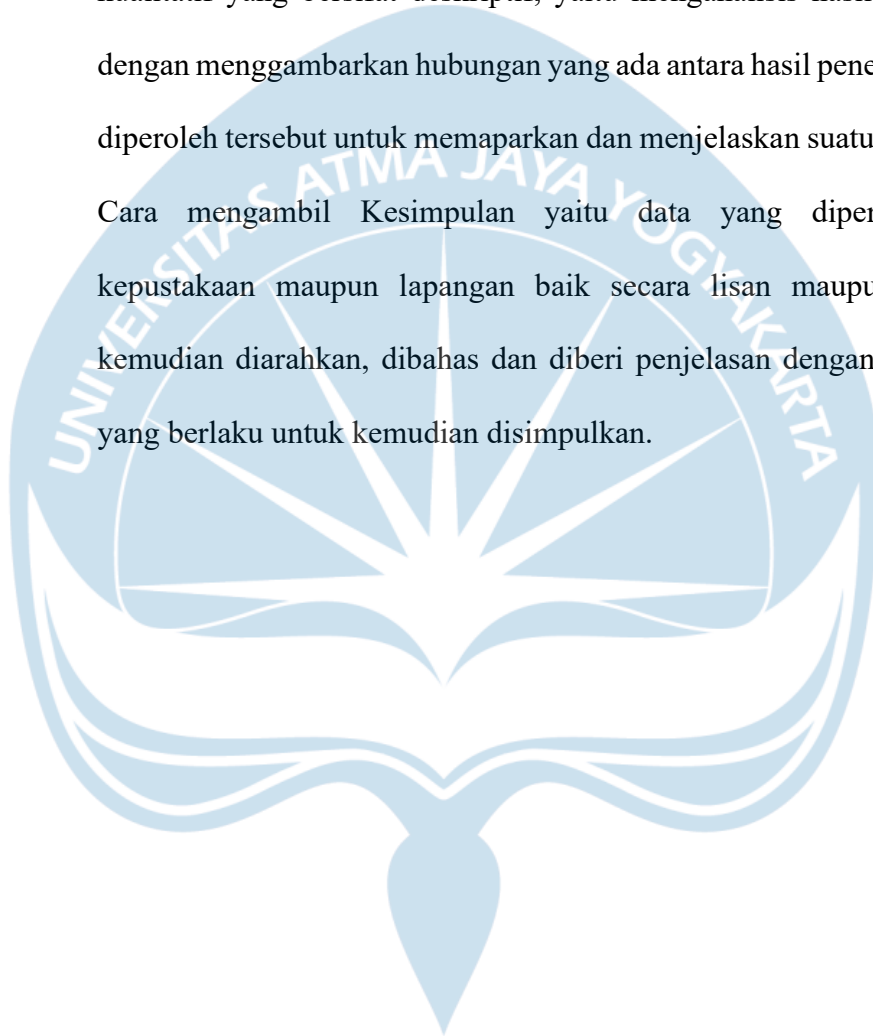 dengan menggambarkan hubungan yang ada antara hasil pene
diperoleh tersebut untuk memaparkan dan menjelaskan suatu
Cara mengambil Kesimpulan yaitu data yang diper
kepustakaan maupun lapangan baik secara lisan maupu
kemudian diarahkan, dibahas dan diberi penjelasan dengan
yang berlaku untuk kemudian disimpulkan.
UNIVERSITAS ATMA JAYA YOGYAKARTA